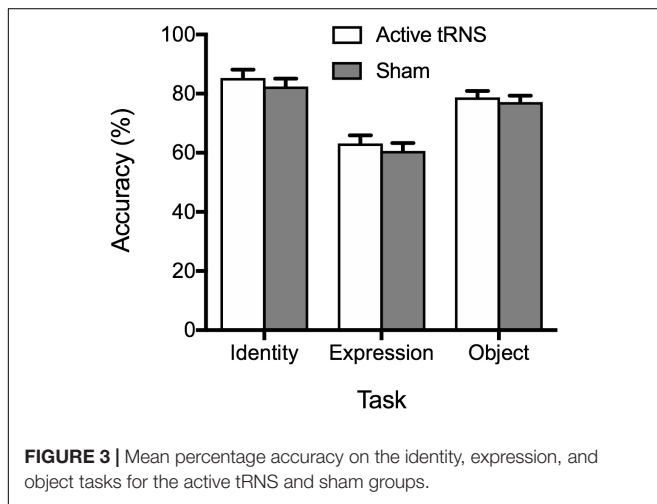 100
80
60
40
20
0
Accuracy (%)
Active tRNS
Sham
Identity Expression Object
Task
FIGURE 3 | Mean percentage accuracy on the identity, expression, and
object tasks for the active tRNS and sham groups.